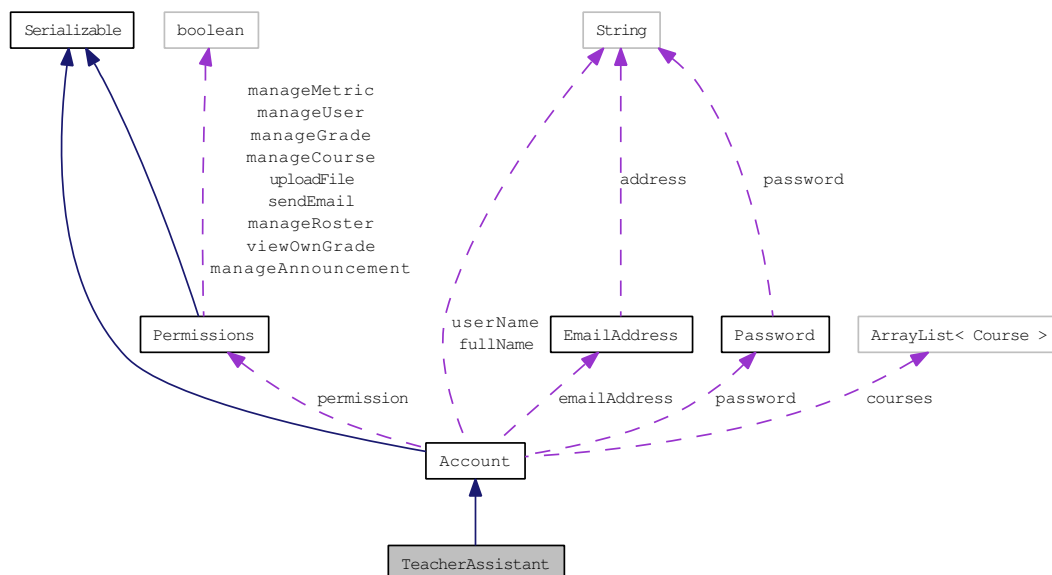 Serializable
boolean
String
manageMetric
manageUser
manageGrade
manageCourse
uploadFile
sendEmail
manageRoster
viewOwnGrade
manageAnnouncement
address
password
userName
fullName
Permissions
EmailAddress
Password
ArrayList< Course >
permission
emailAddress
password
courses
Account
TeacherAssistant